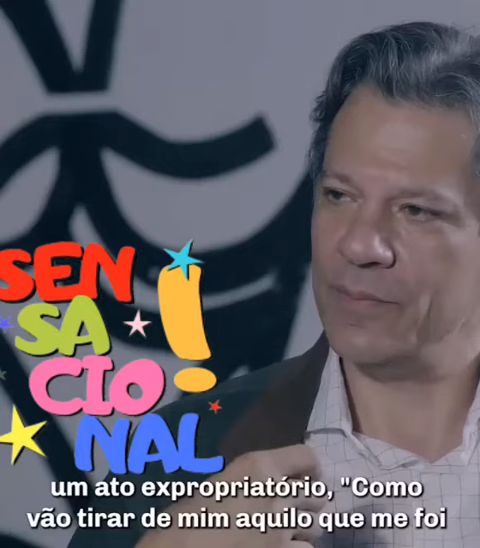 SEN
SA
CIO
NAL!
um ato expropriatório, "Como
vão tirar de mim aquilo que me foi